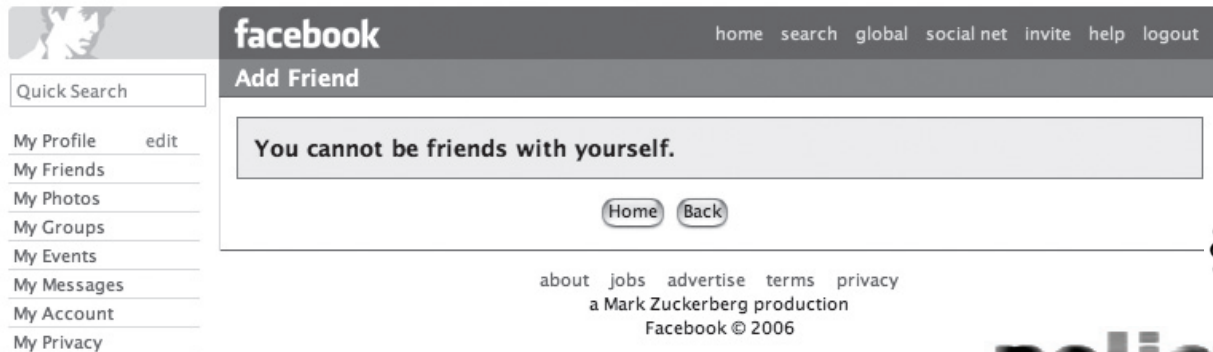 facebook
home search global social net invite help logout
Add Friend
Quick Search
My Profile edit
My Friends
My Photos
My Groups
My Events
My Messages
My Account
My Privacy
You cannot be friends with yourself.
Home Back
about jobs advertise terms privacy
a Mark Zuckerberg production
Facebook © 2006